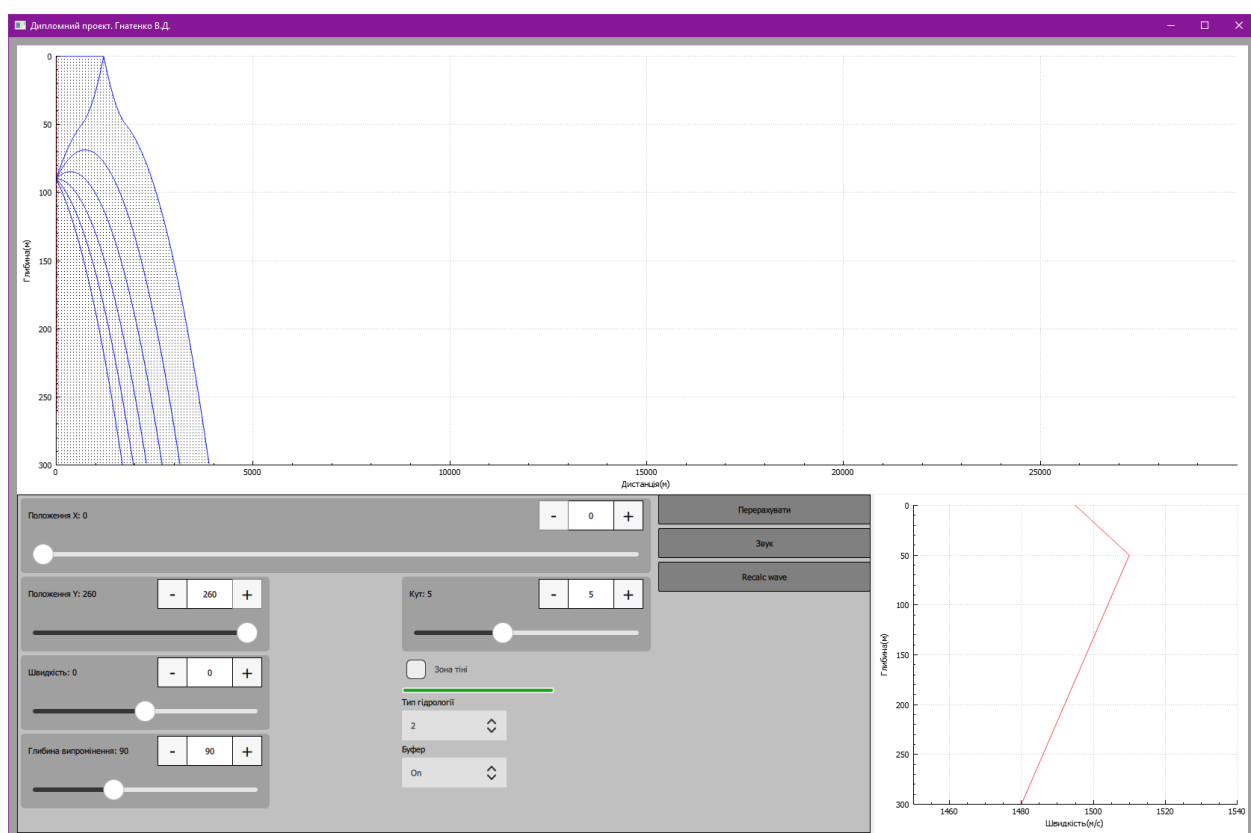 Дипломний проект. Гнатенко В.Д.
0
50
100
150
200
250
300
Глибина(м)
0
5000
10000
15000
20000
25000
Дистанція(м)
Положення X: 0
- 0 +
Положення Y: 260
- 260 +
Кут: 5
- 5 +
Швидкість: 0
- 0 +
Зона тіні
Тип гідрології
2
Глибина випромінення: 90
- 90 +
Буфер
On
Перерахувати
Звук
Recalc wave
0
50
100
150
200
250
300
Глибина(м)
1460
1480
1500
1520
1540
Швидкість(м/с)